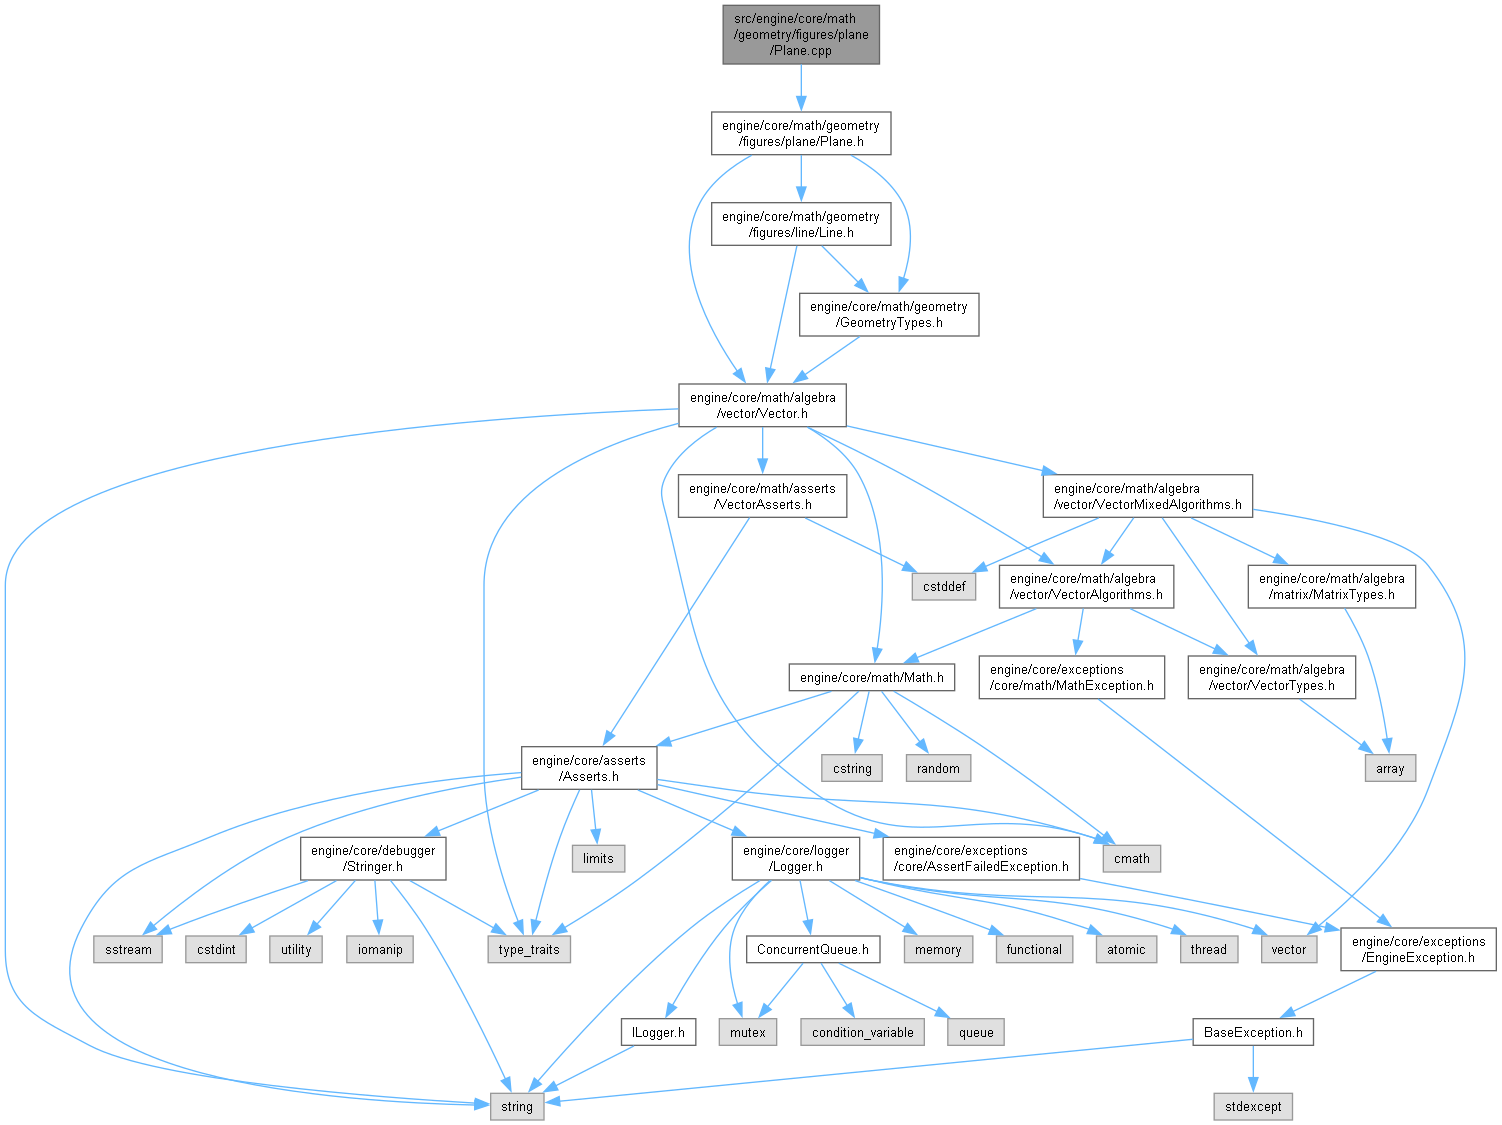 src/engine/core/math
/geometry/figures/plane
/Plane.cpp
engine/core/math/geometry
/figures/plane/Plane.h
engine/core/math/geometry
/figures/line/Line.h
engine/core/math/geometry
/GeometryTypes.h
engine/core/math/algebra
/vector/Vector.h
engine/core/math/asserts
/VectorAsserts.h
engine/core/math/algebra
/vector/VectorMixedAlgorithms.h
cstddef
engine/core/math/algebra
/vector/VectorAlgorithms.h
engine/core/math/algebra
/matrix/MatrixTypes.h
engine/core/math/Math.h
engine/core/exceptions
/core/math/MathException.h
engine/core/math/algebra
/vector/VectorTypes.h
engine/core/asserts
/Asserts.h
cstring
random
array
engine/core/debugger
/Stringer.h
limits
engine/core/logger
/Logger.h
engine/core/exceptions
/core/AssertFailedException.h
cmath
sstream
cstdint
utility
iomanip
type_traits
ConcurrentQueue.h
memory
functional
atomic
thread
vector
engine/core/exceptions
/EngineException.h
ILogger.h
mutex
condition_variable
queue
BaseException.h
string
stdexcept